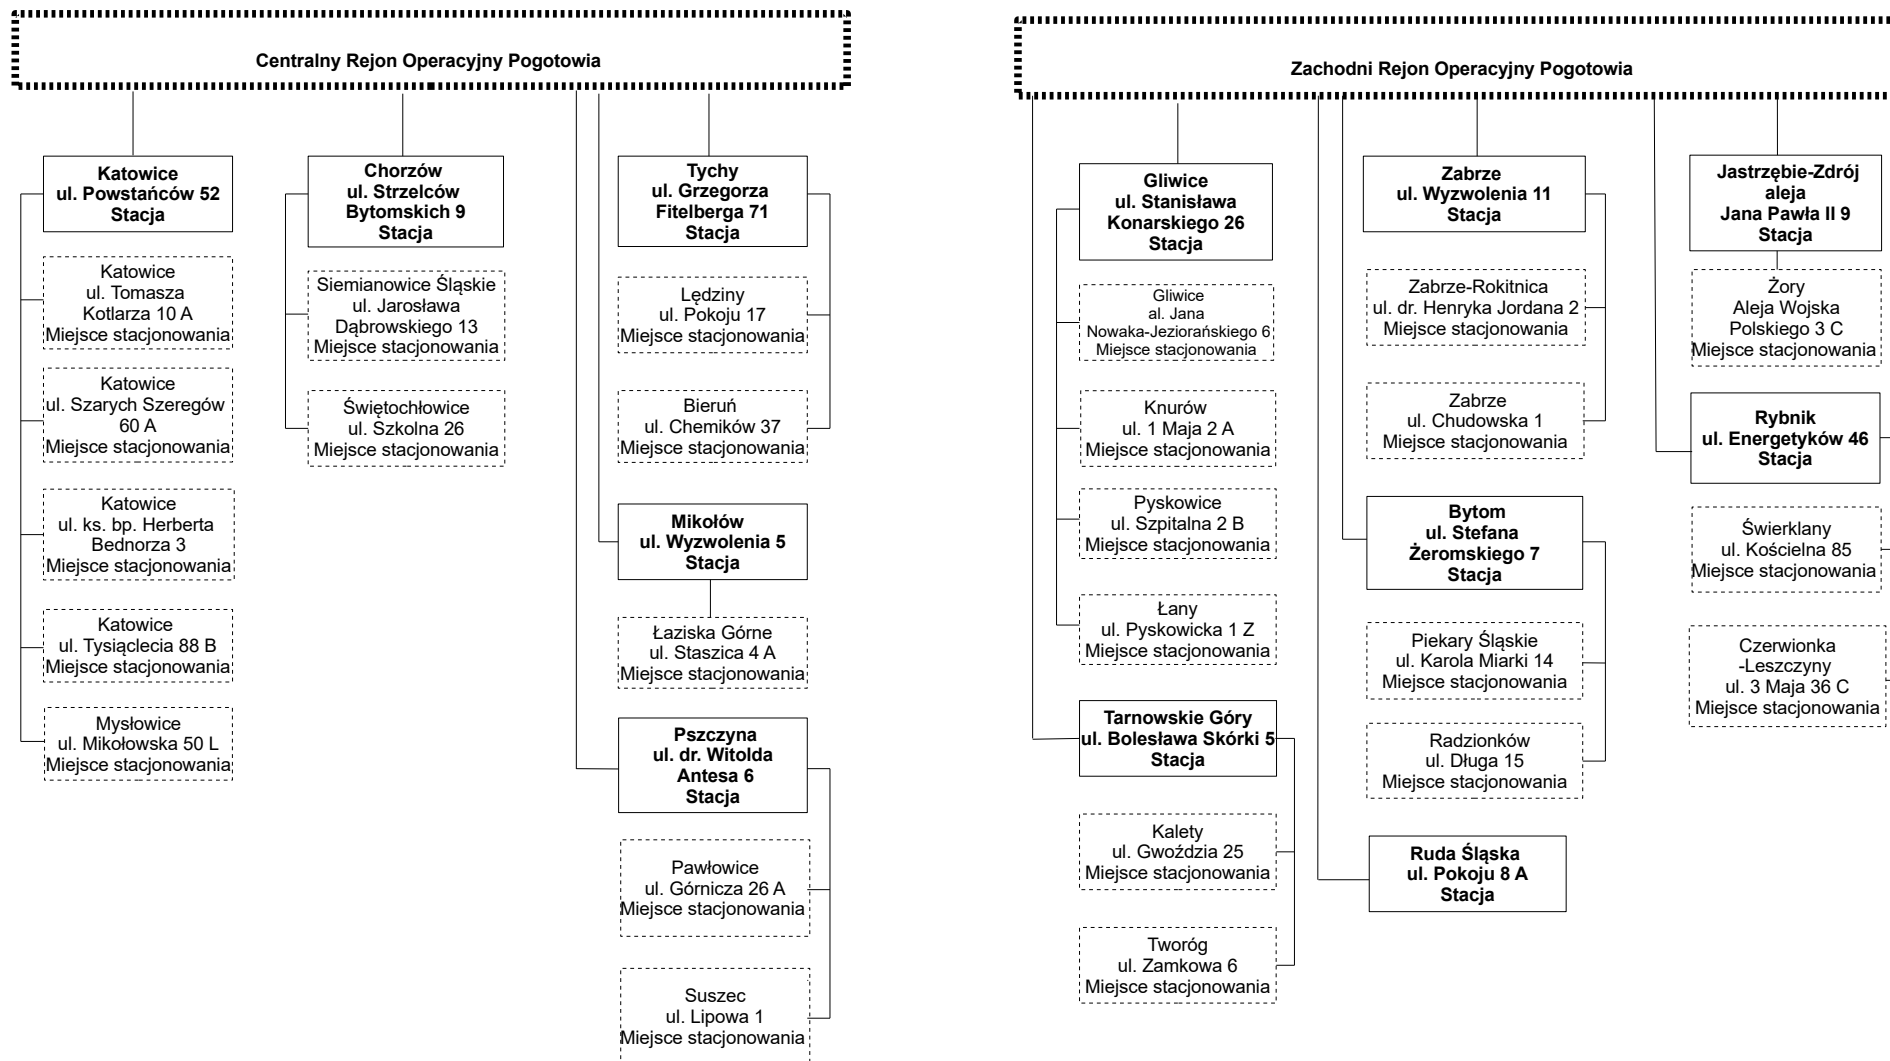 Centralny Rejon Operacyjny Pogotowia
Katowice
ul. Powstańców 52
Stacja
Katowice
ul. Tomasza
Kotlarza 10 A
Miejsce stacjonowania
Katowice
ul. Szarych Szeregów
60 A
Miejsce stacjonowania
Katowice
ul. ks. bp. Herberta
Bednorza 3
Miejsce stacjonowania
Katowice
ul. Tysiąclecia 88 B
Miejsce stacjonowania
Mysłowice
ul. Mikołowska 50 L
Miejsce stacjonowania
Chorzów
ul. Strzelców
Bytomskich 9
Stacja
Siemianowice Śląskie
ul. Jarosława
Dąbrowskiego 13
Miejsce stacjonowania
Świętochłowice
ul. Szkolna 26
Miejsce stacjonowania
Tychy
ul. Grzegorza
Fitelberga 71
Stacja
Lędziny
ul. Pokoju 17
Miejsce stacjonowania
Bieruń
ul. Chemików 37
Miejsce stacjonowania
Mikołów
ul. Wyzwolenia 5
Stacja
Łaziska Górne
ul. Staszica 4 A
Miejsce stacjonowania
Pszczyna
ul. dr. Witolda
Antesa 6
Stacja
Pawłowice
ul. Górnicza 26 A
Miejsce stacjonowania
Suszec
ul. Lipowa 1
Miejsce stacjonowania
Zachodni Rejon Operacyjny Pogotowia
Gliwice
ul. Stanisława
Konarskiego 26
Stacja
Gliwice
al. Jana
Nowaka-Jeziorańskiego 6
Miejsce stacjonowania
Knurów
ul. 1 Maja 2 A
Miejsce stacjonowania
Pyskowice
ul. Szpitalna 2 B
Miejsce stacjonowania
Łany
ul. Pyskowicka 1 Z
Miejsce stacjonowania
Tarnowskie Góry
ul. Bolesława Skórki 5
Stacja
Kalety
ul. Gwoździa 25
Miejsce stacjonowania
Tworóg
ul. Zamkowa 6
Miejsce stacjonowania
Zabrze
ul. Wyzwolenia 11
Stacja
Zabrze-Rokitnica
ul. dr. Henryka Jordana 2
Miejsce stacjonowania
Zabrze
ul. Chudowska 1
Miejsce stacjonowania
Bytom
ul. Stefana
Żeromskiego 7
Stacja
Piekary Śląskie
ul. Karola Miarki 14
Miejsce stacjonowania
Radzionków
ul. Długa 15
Miejsce stacjonowania
Ruda Śląska
ul. Pokoju 8 A
Stacja
Jastrzębie-Zdrój
aleja
Jana Pawła II 9
Stacja
Żory
Aleja Wojska
Polskiego 3 C
Miejsce stacjonowania
Rybnik
ul. Energetyków 46
Stacja
Świerklany
ul. Kościelna 85
Miejsce stacjonowania
Czerwionka
-Leszczyny
ul. 3 Maja 36 C
Miejsce stacjonowania